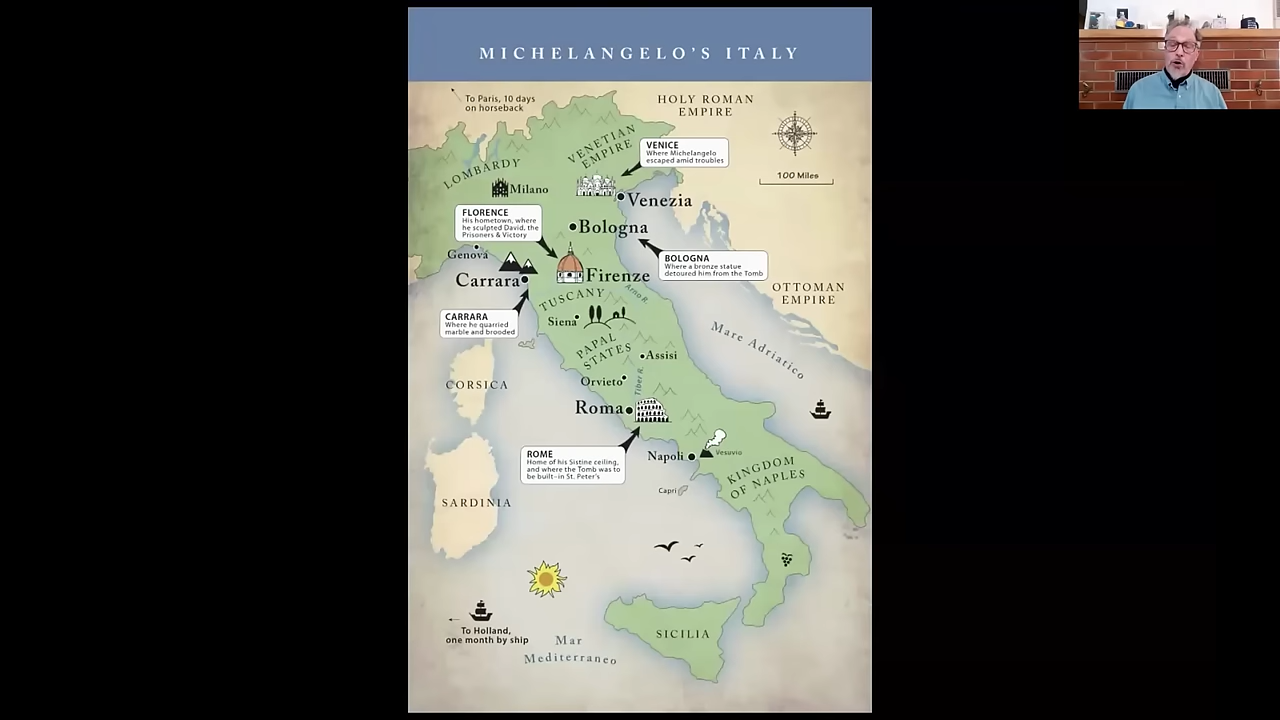 MICHELANGELO'S ITALY
To Paris, 10 days
on horseback
HOLY ROMAN
EMPIRE
VENETIAN
EMPIRE
VENICE
Where Michelangelo
escaped amid troubles
LOMBARDY
100 Miles
Milano
Venezia
FLORENCE
His hometown, where
he sculpted David, the
Prisoners & Victory
Bologna
Genová
BOLOGNA
Where a bronze statue
detoured him from the Tomb
Carrara
Firenze
OTTOMAN
EMPIRE
TUSCANY
Arno R.
CARRARA
Where he quarried
marble and brooded
Siena
Mare Adriatico
PAPAL
STATES
Assisi
CORSICA
Orvieto
Tiber R.
Roma
ROME
Home of his Sistine ceiling,
and where the Tomb was to
be built–in St. Peter's
Napoli
Vesuvio
KINGDOM
OF NAPLES
Capri
SARDINIA
To Holland,
one month by ship
Mar
Mediterraneo
SICILIA